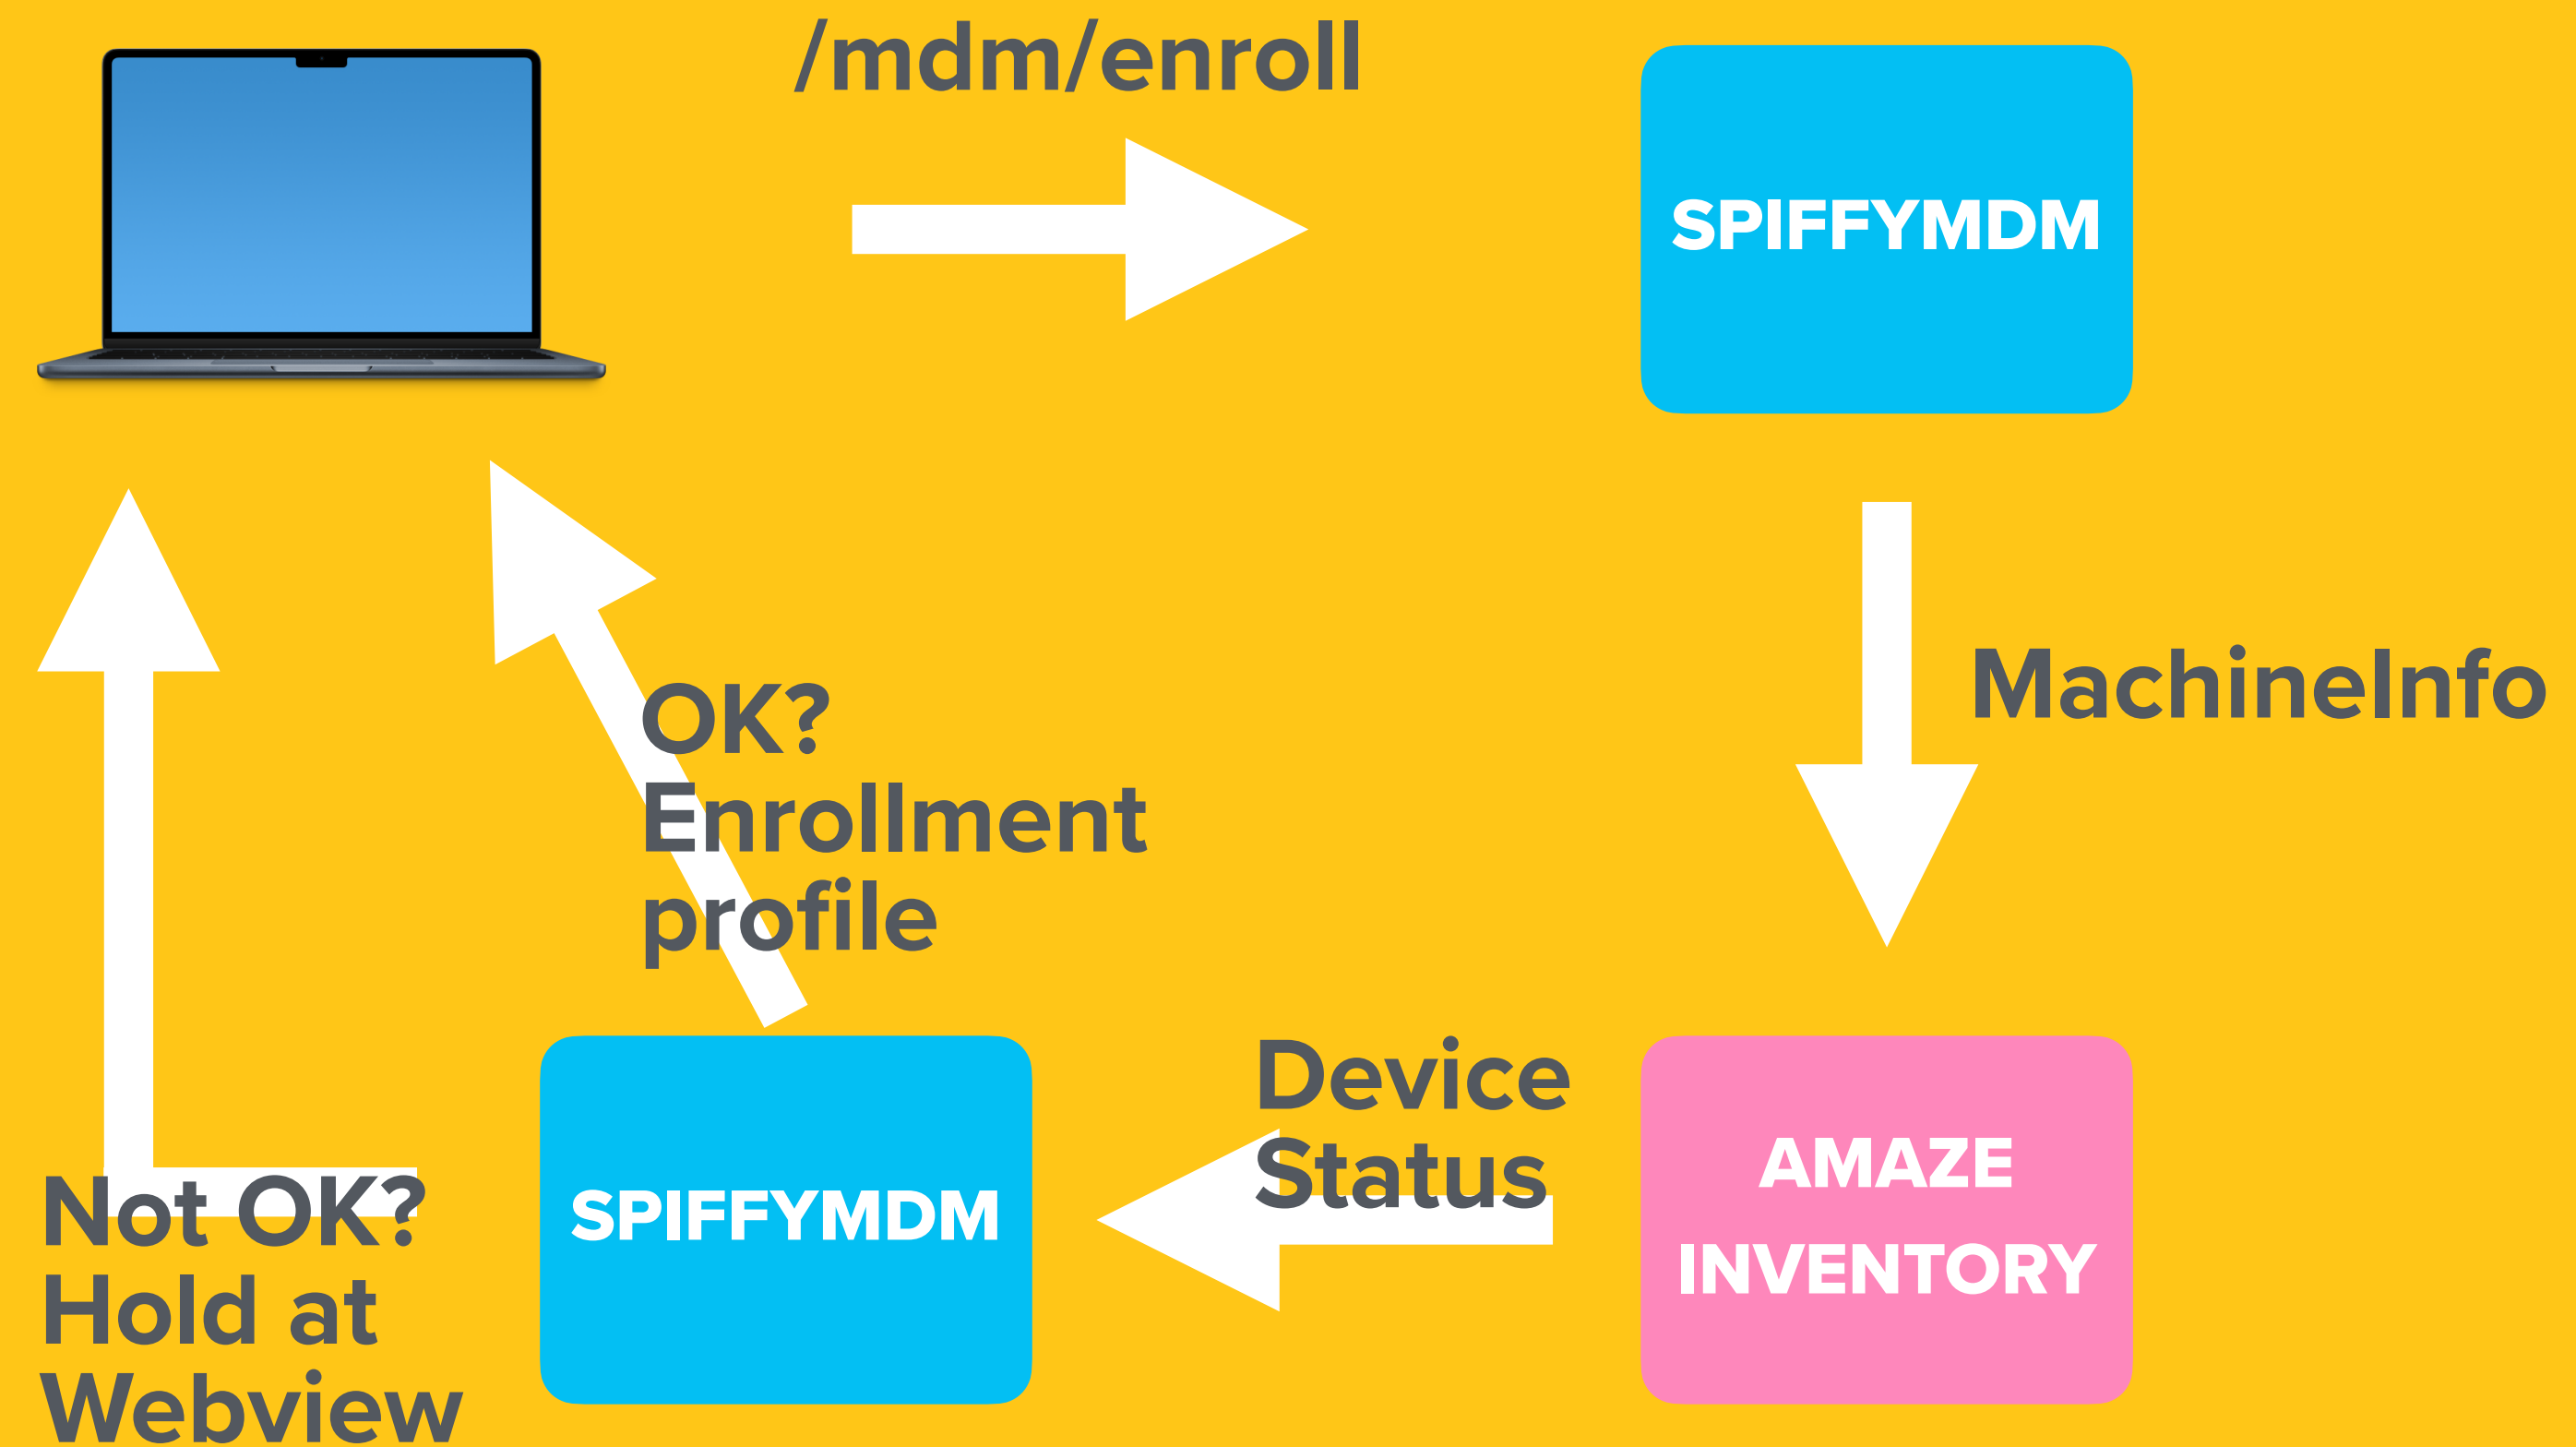 /mdm/enroll
SPIFFYMDM
MachineInfo
OK?
Enrollment
profile
Device
Status
AMAZE
INVENTORY
SPIFFYMDM
Not OK?
Hold at
Webview